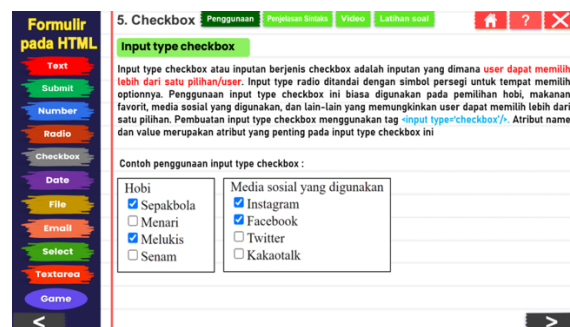 Formulir
pada HTML
Text
Submit
Number
Radio
Checkbox
Date
File
Email
Select
Textarea
Game
<
5. Checkbox
Penggunaan
Penjelasan Sintaks
Video
Latihan soal
?
Input type checkbox
Input type checkbox atau inputan berjenis checkbox adalah inputan yang dimana user dapat memilih
lebih dari satu pilihan/user. Input type radio ditandai dengan simbol persegi untuk tempat memilih
optionnya. Penggunaan input type checkbox ini biasa digunakan pada pemilihan hobi, makanan
favorit, media sosial yang digunakan, dan lain-lain yang memungkinkan user dapat memilih lebih dari
satu pilihan. Pembuatan input type checkbox menggunakan tag <input type='checkbox'/>. Atribut name
dan value merupakan atribut yang penting pada input type checkbox ini
Contoh penggunaan input type checkbox :
Hobi
Sepakbola
Menari
Melukis
Senam
Media sosial yang digunakan
Instagram
Facebook
Twitter
Kakaotalk
>